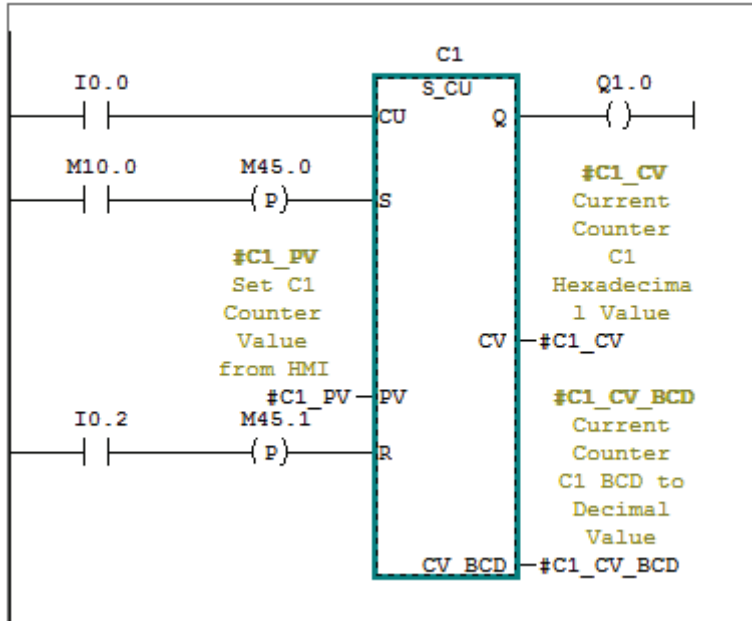 C1
I0.0
S_CU
Q1.0
CU
Q
M10.0
M45.0
P
S
#C1_CV
Current
Counter
C1
Hexadecima
l Value
CV
#C1_CV
#C1_PV
Set C1
Counter
Value
from HMI
#C1_PV
PV
I0.2
M45.1
P
R
#C1_CV_BCD
Current
Counter
C1 BCD to
Decimal
Value
CV_BCD
#C1_CV_BCD